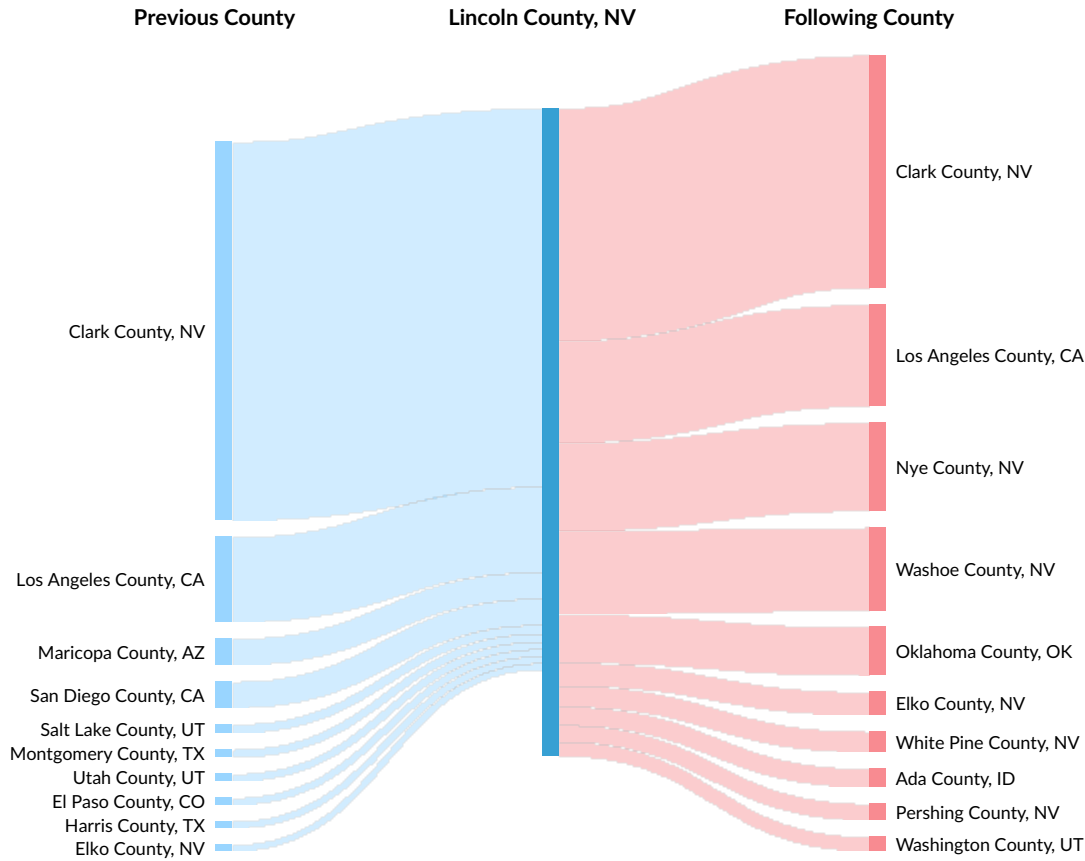 Previous County
Lincoln County, NV
Following County
Clark County, NV
Los Angeles County, CA
Maricopa County, AZ
San Diego County, CA
Salt Lake County, UT
Montgomery County, TX
Utah County, UT
El Paso County, CO
Harris County, TX
Elko County, NV
Clark County, NV
Los Angeles County, CA
Nye County, NV
Washoe County, NV
Oklahoma County, OK
Elko County, NV
White Pine County, NV
Ada County, ID
Pershing County, NV
Washington County, UT